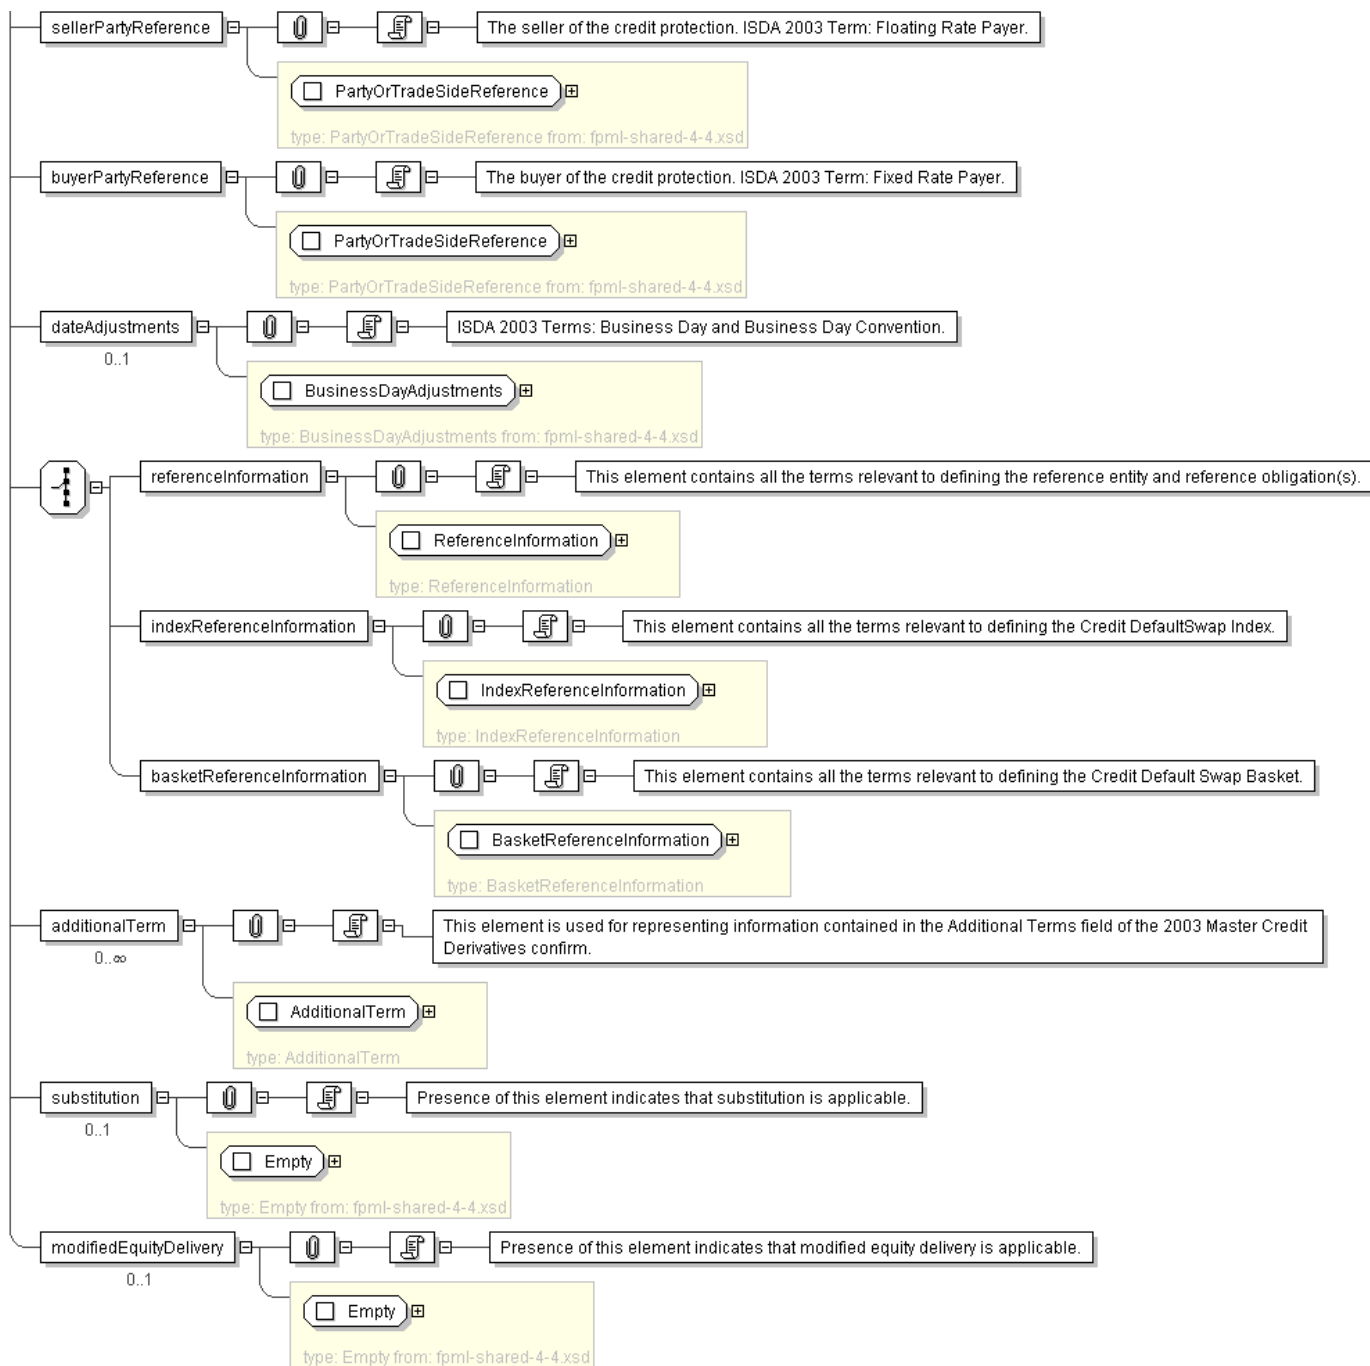 sellerPartyReference
The seller of the credit protection. ISDA 2003 Term: Floating Rate Payer.
PartyOrTradeSideReference
type: PartyOrTradeSideReference from: fpml-shared-4-4.xsd
buyerPartyReference
The buyer of the credit protection. ISDA 2003 Term: Fixed Rate Payer.
PartyOrTradeSideReference
type: PartyOrTradeSideReference from: fpml-shared-4-4.xsd
dateAdjustments
ISDA 2003 Terms: Business Day and Business Day Convention.
0..1
BusinessDayAdjustments
type: BusinessDayAdjustments from: fpml-shared-4-4.xsd
referenceInformation
This element contains all the terms relevant to defining the reference entity and reference obligation(s).
ReferenceInformation
type: ReferenceInformation
indexReferenceInformation
This element contains all the terms relevant to defining the Credit DefaultSwap Index.
IndexReferenceInformation
type: IndexReferenceInformation
basketReferenceInformation
This element contains all the terms relevant to defining the Credit Default Swap Basket.
BasketReferenceInformation
type: BasketReferenceInformation
additionalTerm
This element is used for representing information contained in the Additional Terms field of the 2003 Master Credit
Derivatives confirm.
0..∞
AdditionalTerm
type: AdditionalTerm
substitution
Presence of this element indicates that substitution is applicable.
0..1
Empty
type: Empty from: fpml-shared-4-4.xsd
modifiedEquityDelivery
Presence of this element indicates that modified equity delivery is applicable.
0..1
Empty
type: Empty from: fpml-shared-4-4.xsd